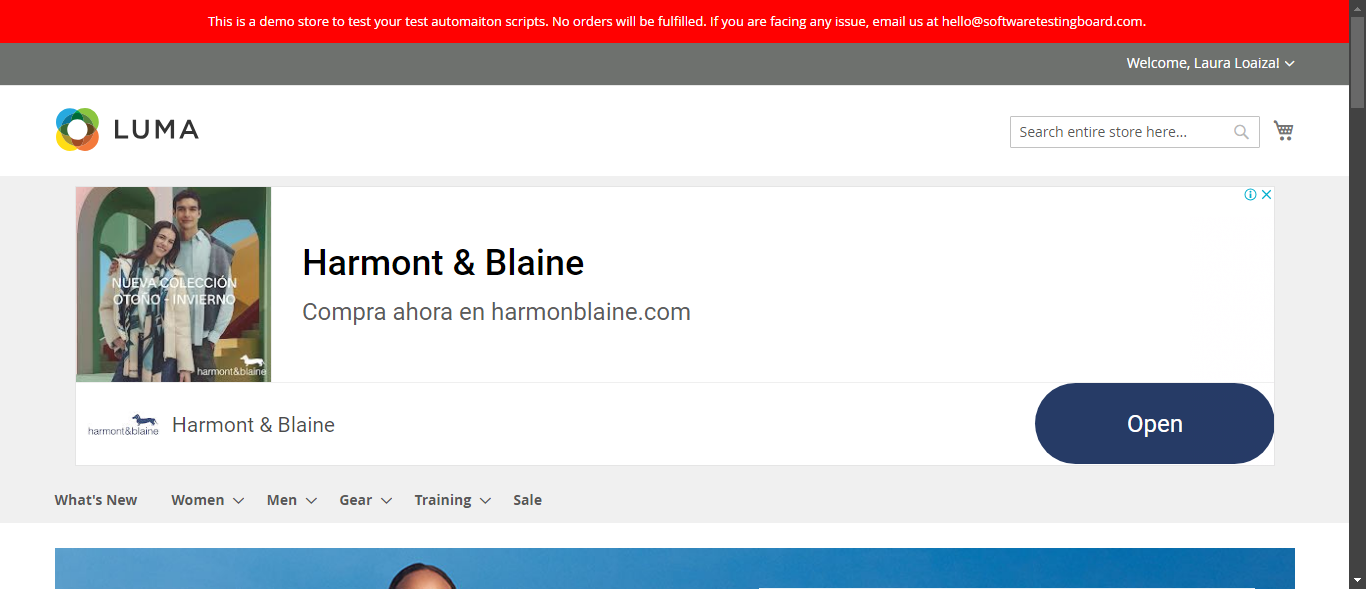 This is a demo store to test your test automaiton scripts. No orders will be fulfilled. If you are facing any issue, email us at hello@softwaretestingboard.com.
Welcome, Laura Loaiza!
LUMA
Search entire store here...
NUEVA COLECCIÓN
OTOÑO - INVIERNO
harmont&blaine
Harmont & Blaine
Compra ahora en harmonblaine.com
harmont&blaine
Harmont & Blaine
Open
What's New Women Men Gear Training Sale